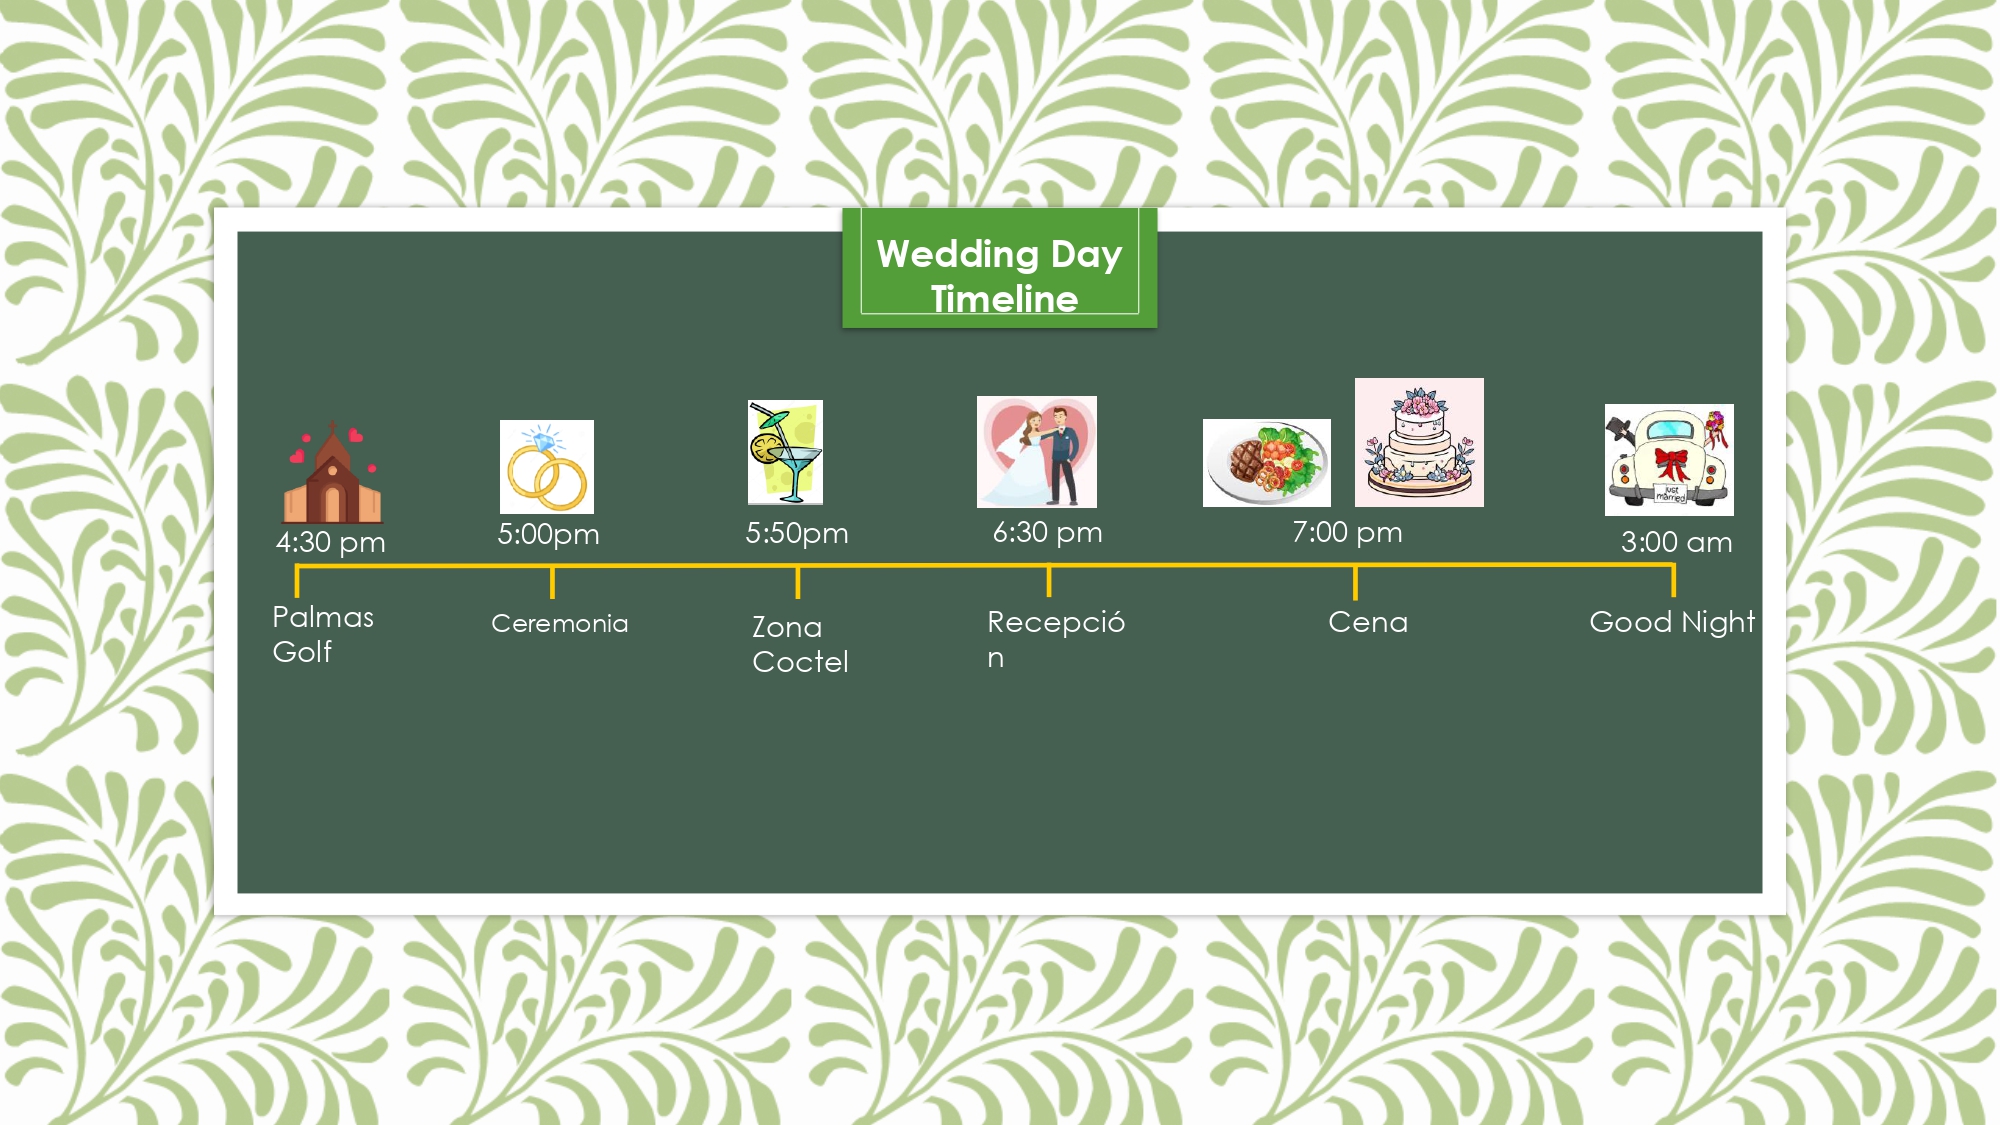 Wedding Day
Timeline
just
married
4:30 pm
5:00pm
5:50pm
6:30 pm
7:00 pm
3:00 am
Palmas
Golf
Ceremonia
Zona
Coctel
Recepció
n
Cena
Good Night